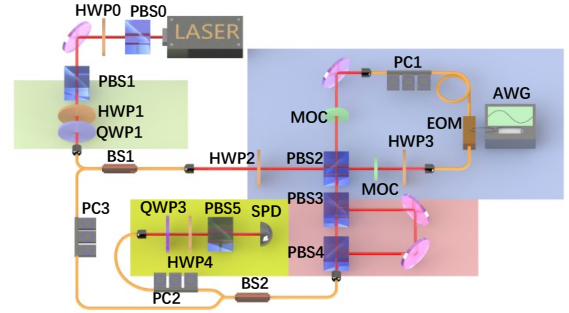 HWP0 PBS0
LASER
PBS1
HWP1
QWP1
BS1
HWP2
PBS2
MOC
PC1
AWG
EOM
HWP3
MOC
PBS3
PBS4
PC3
QWP3 PBS5 SPD
HWP4
PC2
BS2